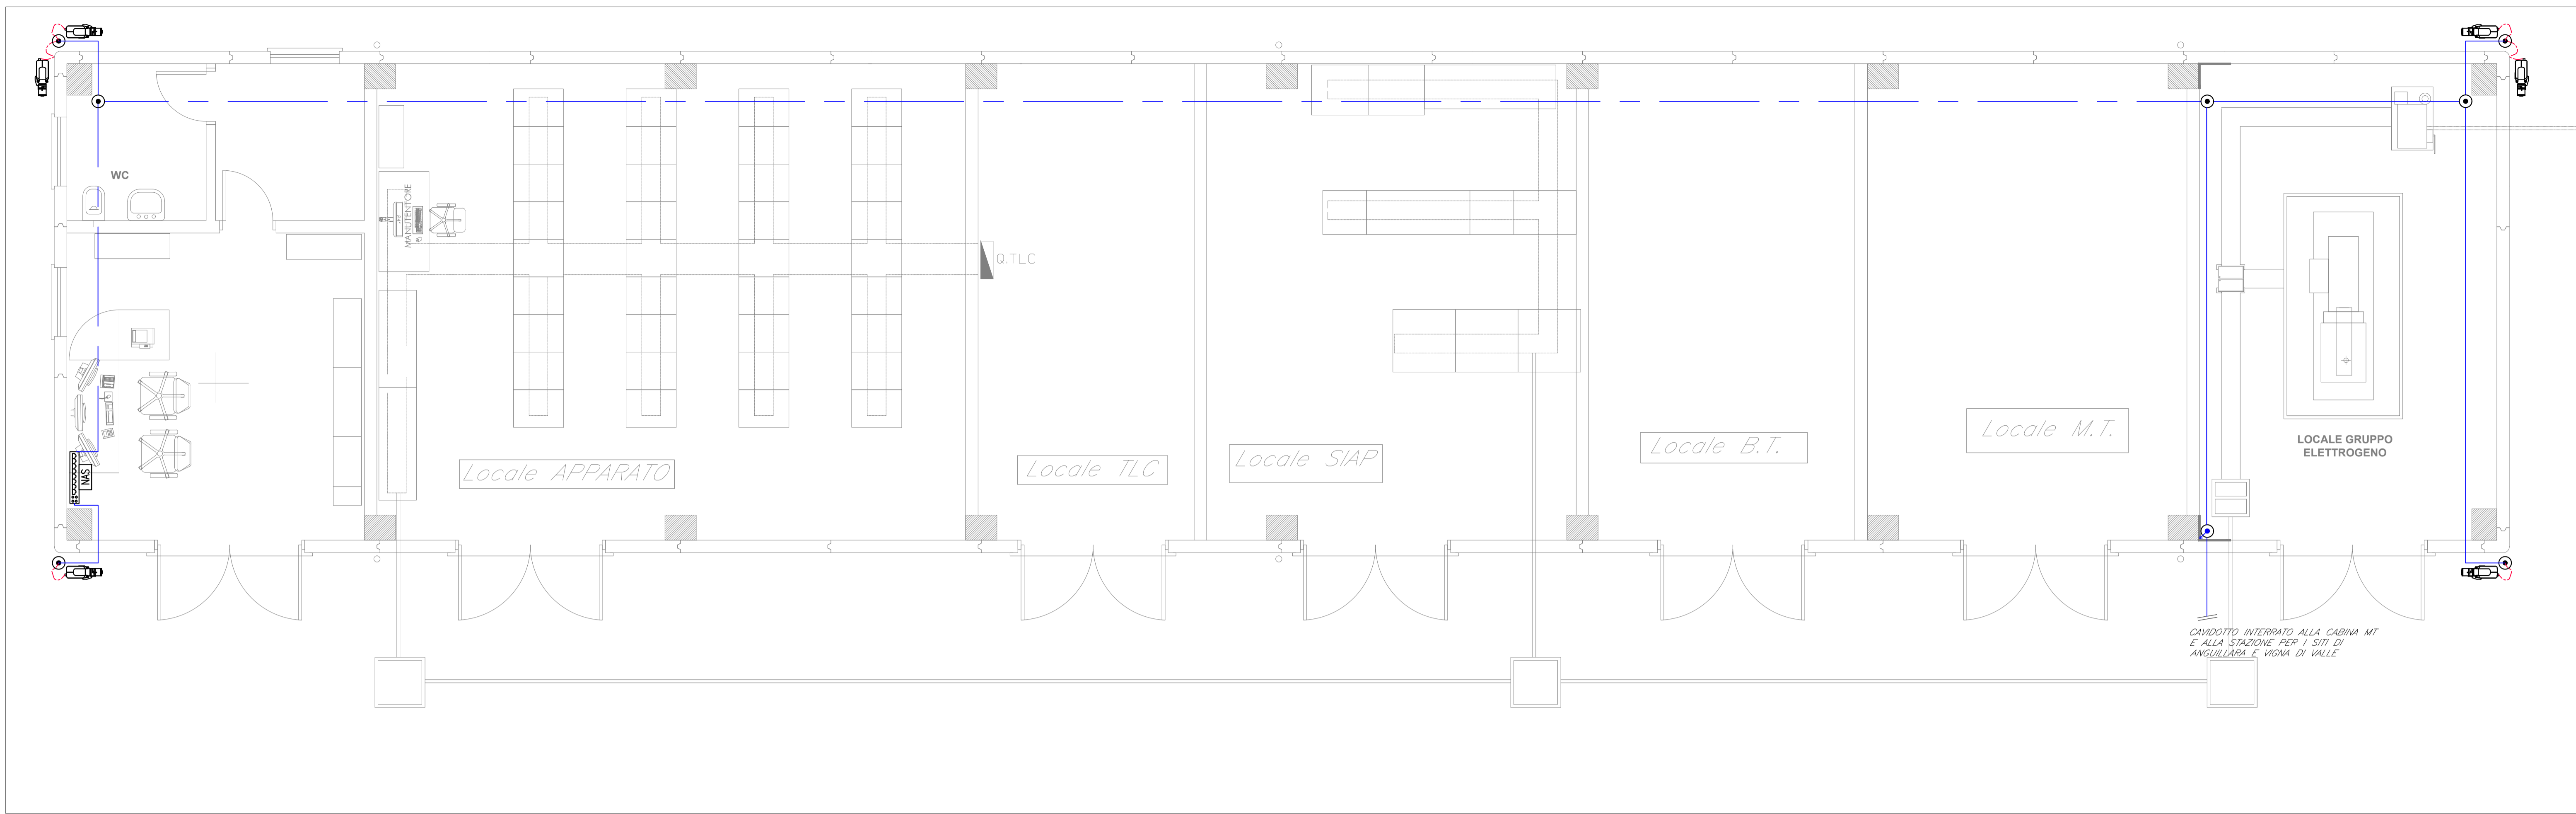 WC
MANUTENTORE
Q.TLC
NAS
Locale APPARATO
Locale TLC
Locale SIAP
Locale B.T.
Locale M.T.
LOCALE GRUPPO
ELETTROGENO
CAVIDOTTO INTERRATO ALLA CABINA MT
E ALLA STAZIONE PER I SITI DI
ANGUILLARA E VIGNA DI VALLE